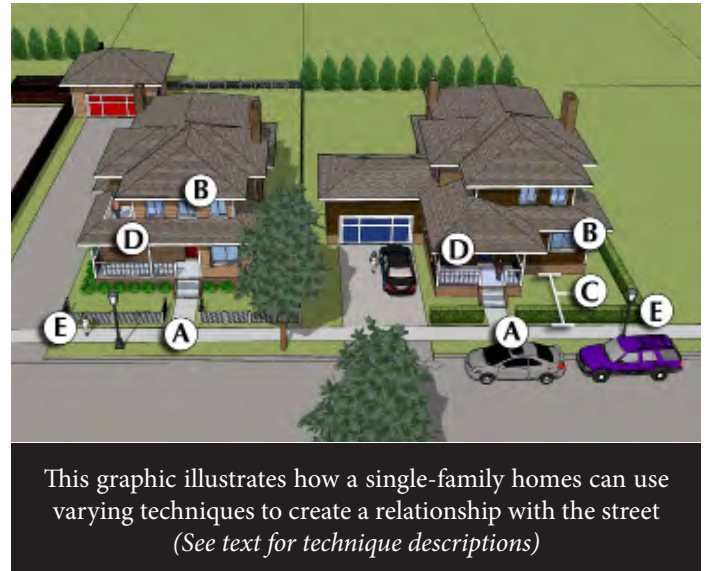 B
B
D
D
C
E
E
A
A
This graphic illustrates how a single-family homes can use
varying techniques to create a relationship with the street
(See text for technique descriptions)